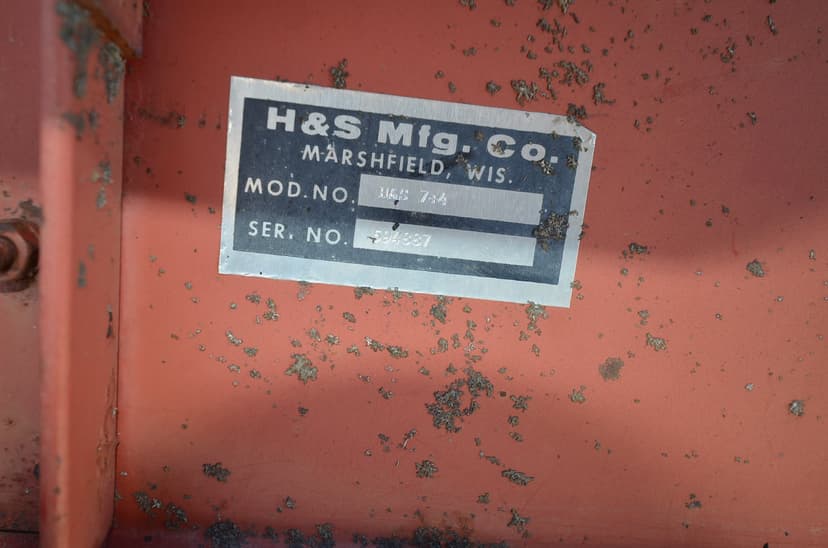 H&S Mfg. Co.
MARSHFIELD, WIS.
MOD. NO.
SER. NO.